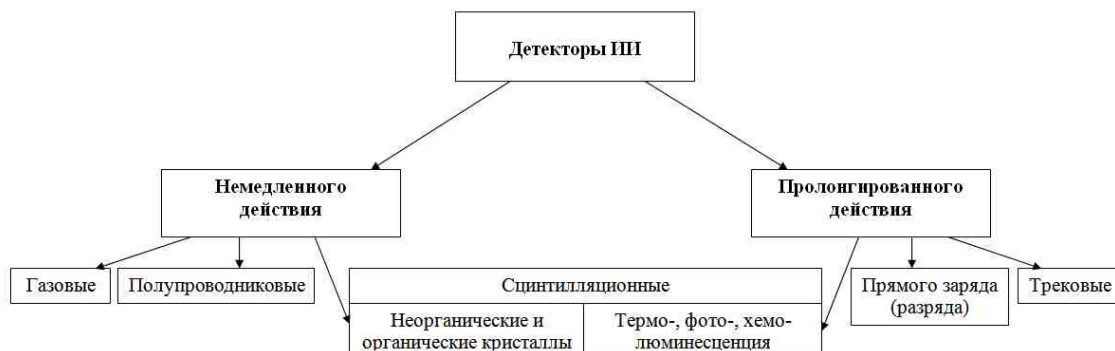 Детекторы ИИ
Немедленного
действия
Пролонгированного
действия
Газовые
Полупроводниковые
Сцинтилляционные
Неорганические и
органические кристаллы
Термо-, фото-, хемо-
люминесценция
Прямого заряда
(разряда)
Трековые